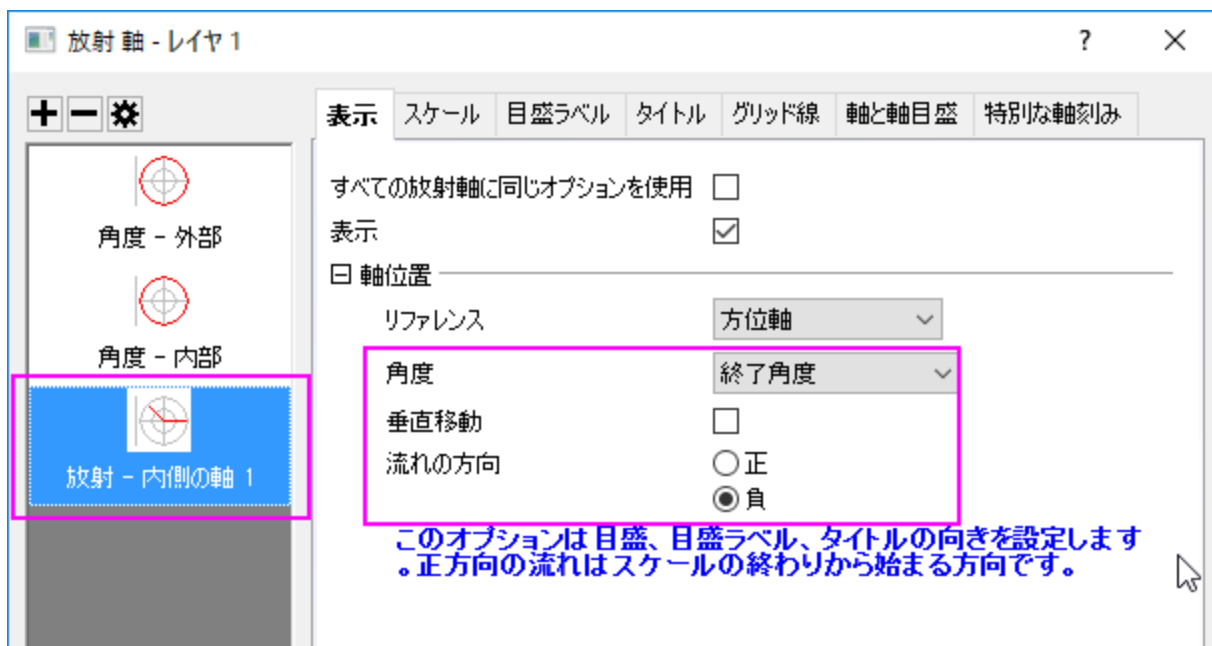 放射 軸 - レイヤ 1
?
表示 スケール 目盛ラベル タイトル グリッド線 軸と軸目盛 特別な軸刻み
角度 - 外部
角度 - 内部
放射 - 内側の軸 1
すべての放射軸に同じオプションを使用
表示
軸位置
リファレンス 方位軸
角度 終了角度
垂直移動
流れの方向 正
負
このオプションは目盛、目盛ラベル、タイトルの向きを設定します
。正方向の流れはスケールの終わりから始まる方向です。